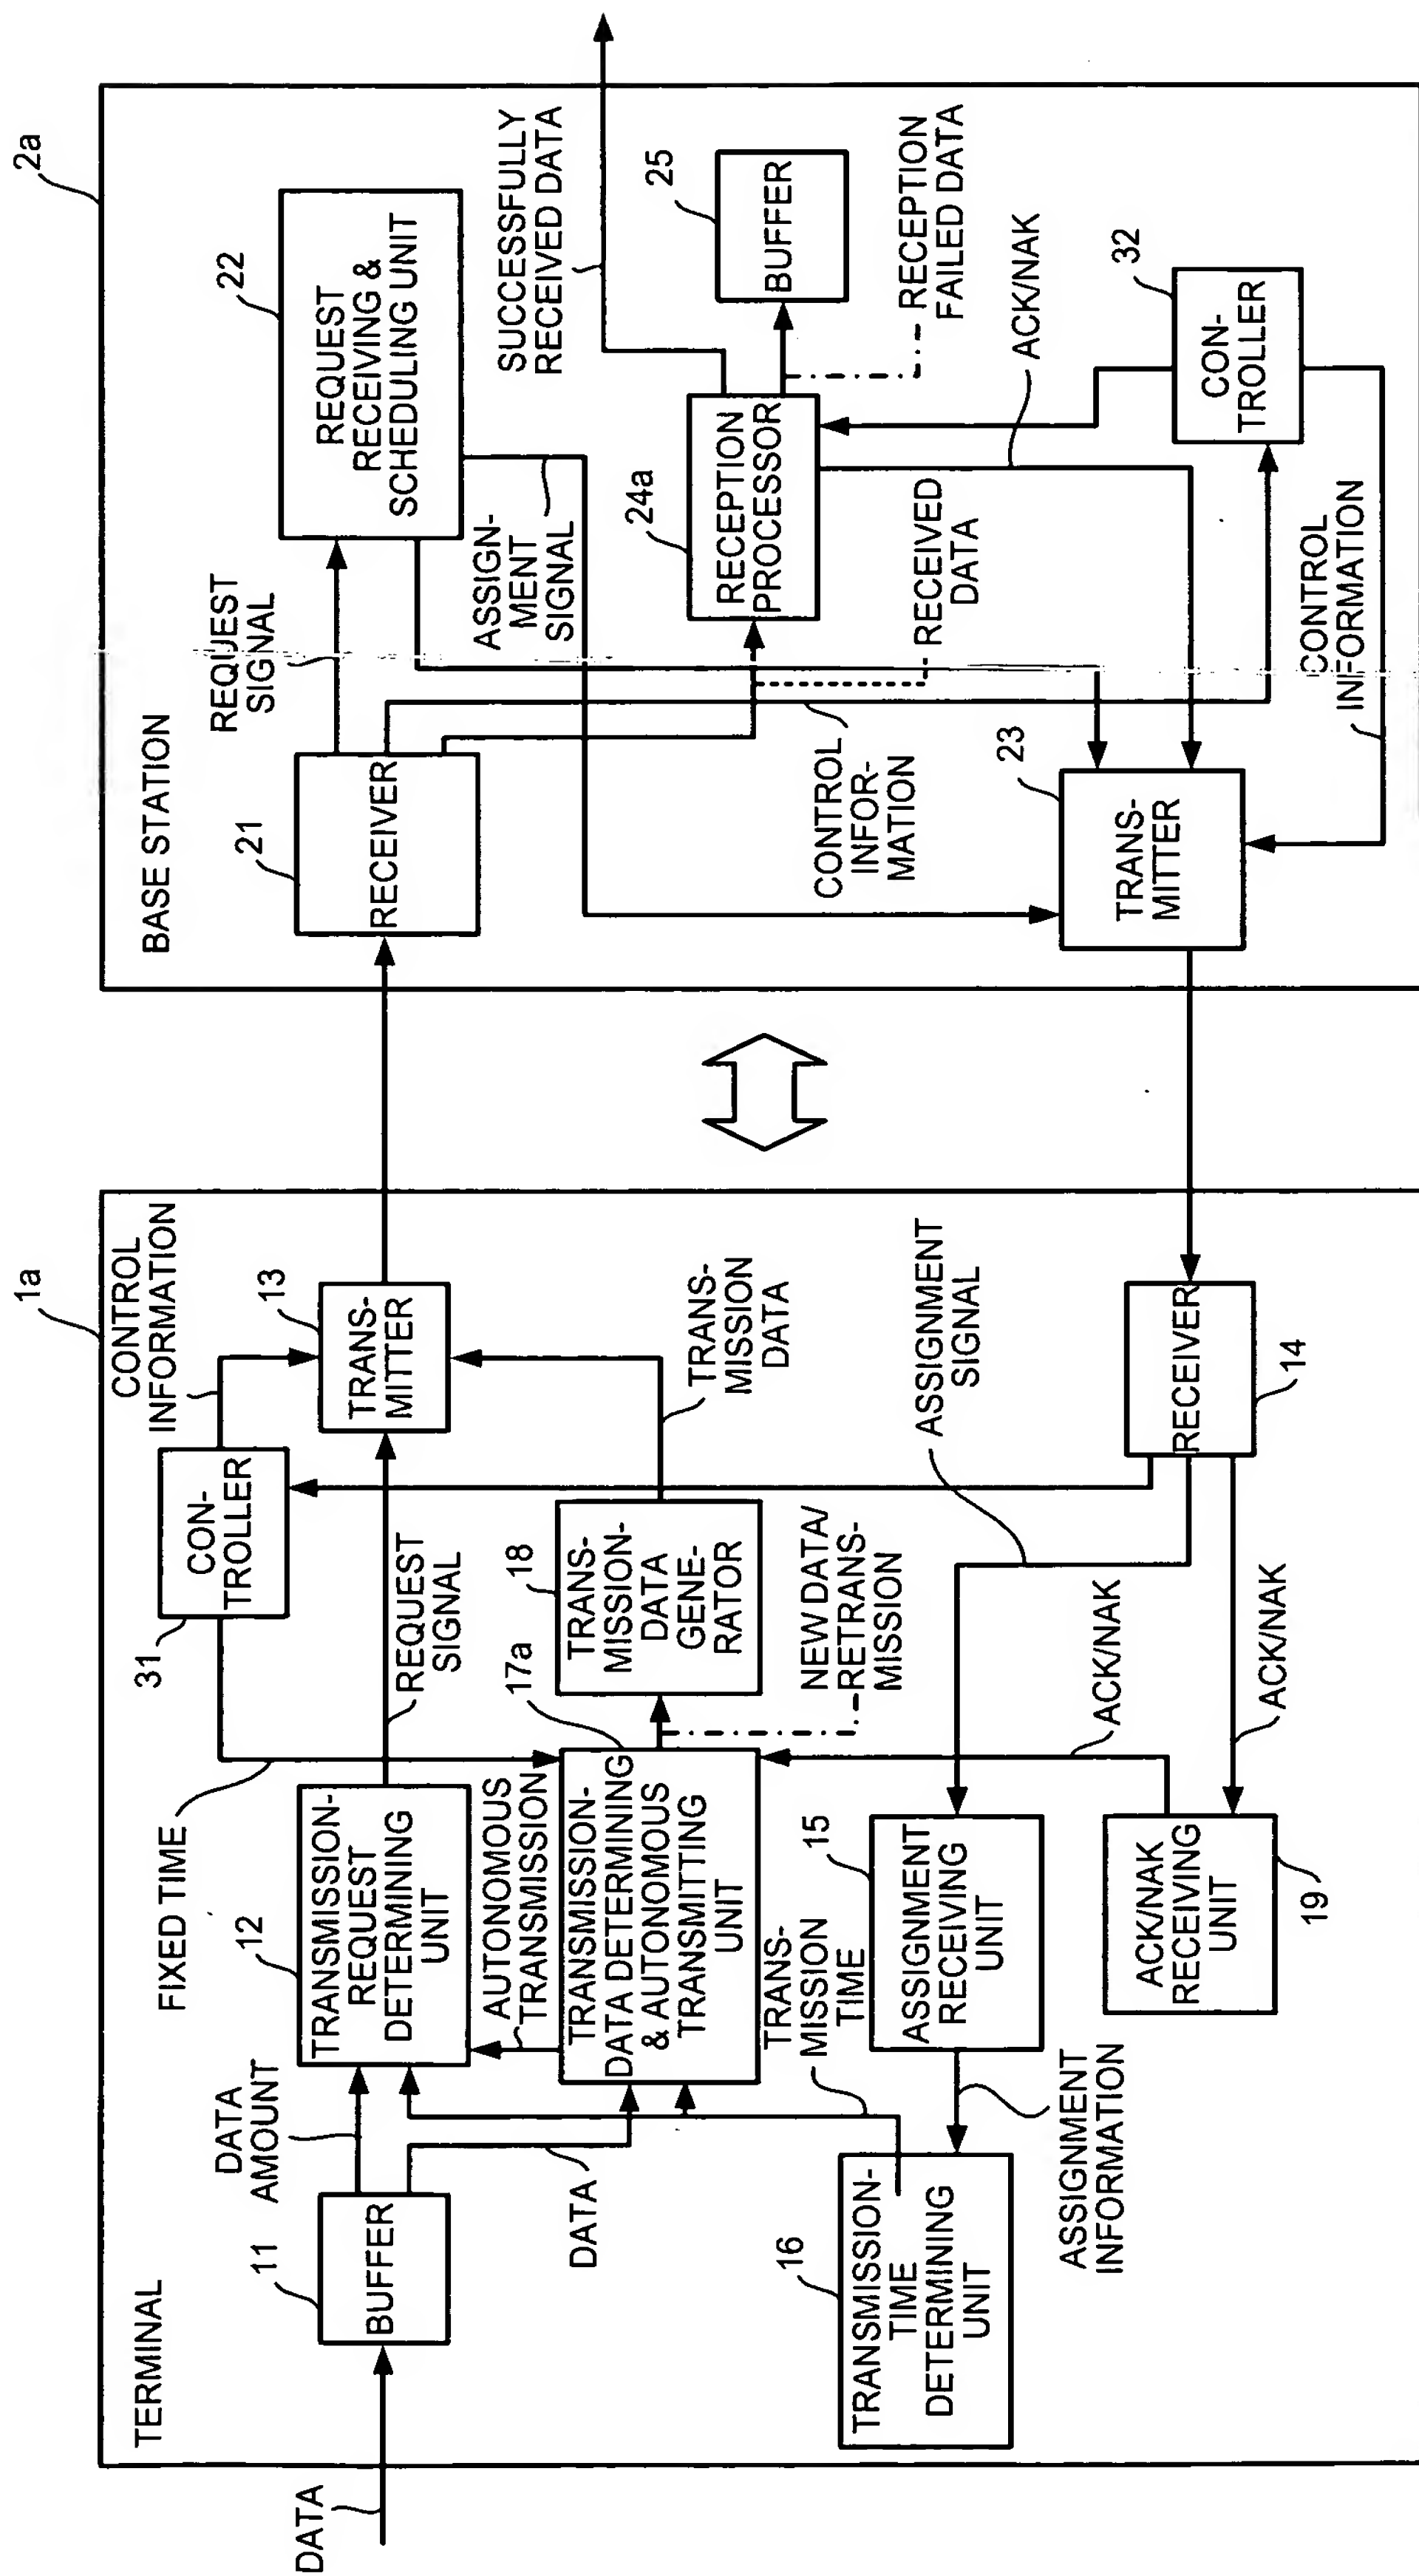 TERMINAL
1a
DATA
11
BUFFER
DATA
AMOUNT
DATA
FIXED TIME
12
TRANSMISSION-
REQUEST
DETERMINING
UNIT
AUTONOMOUS
TRANSMISSION
REQUEST
SIGNAL
31
CON-
TROLLER
CONTROL
INFORMATION
13
TRANS-
MITTER
17a
TRANSMISSION-
DATA DETERMINING
& AUTONOMOUS
TRANSMITTING
UNIT
18
TRANS-
MISSION-
DATA
GENE-
RATOR
TRANS-
MISSION
DATA
NEW DATA/
RETRANS-
MISSION
TRANS-
MISSION
TIME
16
TRANSMISSION-
TIME
DETERMINING
UNIT
15
ASSIGNMENT
RECEIVING
UNIT
ASSIGNMENT
INFORMATION
ASSIGNMENT
SIGNAL
ACK/NAK
ACK/NAK
ACK/NAK
RECEIVING
UNIT
19
RECEIVER
14
BASE STATION
2a
21
RECEIVER
REQUEST
SIGNAL
22
REQUEST
RECEIVING &
SCHEDULING UNIT
ASSIGN-
MENT
SIGNAL
SUCCESSFULLY
RECEIVED DATA
24a
RECEPTION
PROCESSOR
25
BUFFER
RECEPTION
FAILED DATA
RECEIVED
DATA
ACK/NAK
CONTROL
INFOR-
MATION
23
TRANS-
MITTER
32
CON-
TROLLER
CONTROL
INFORMATION